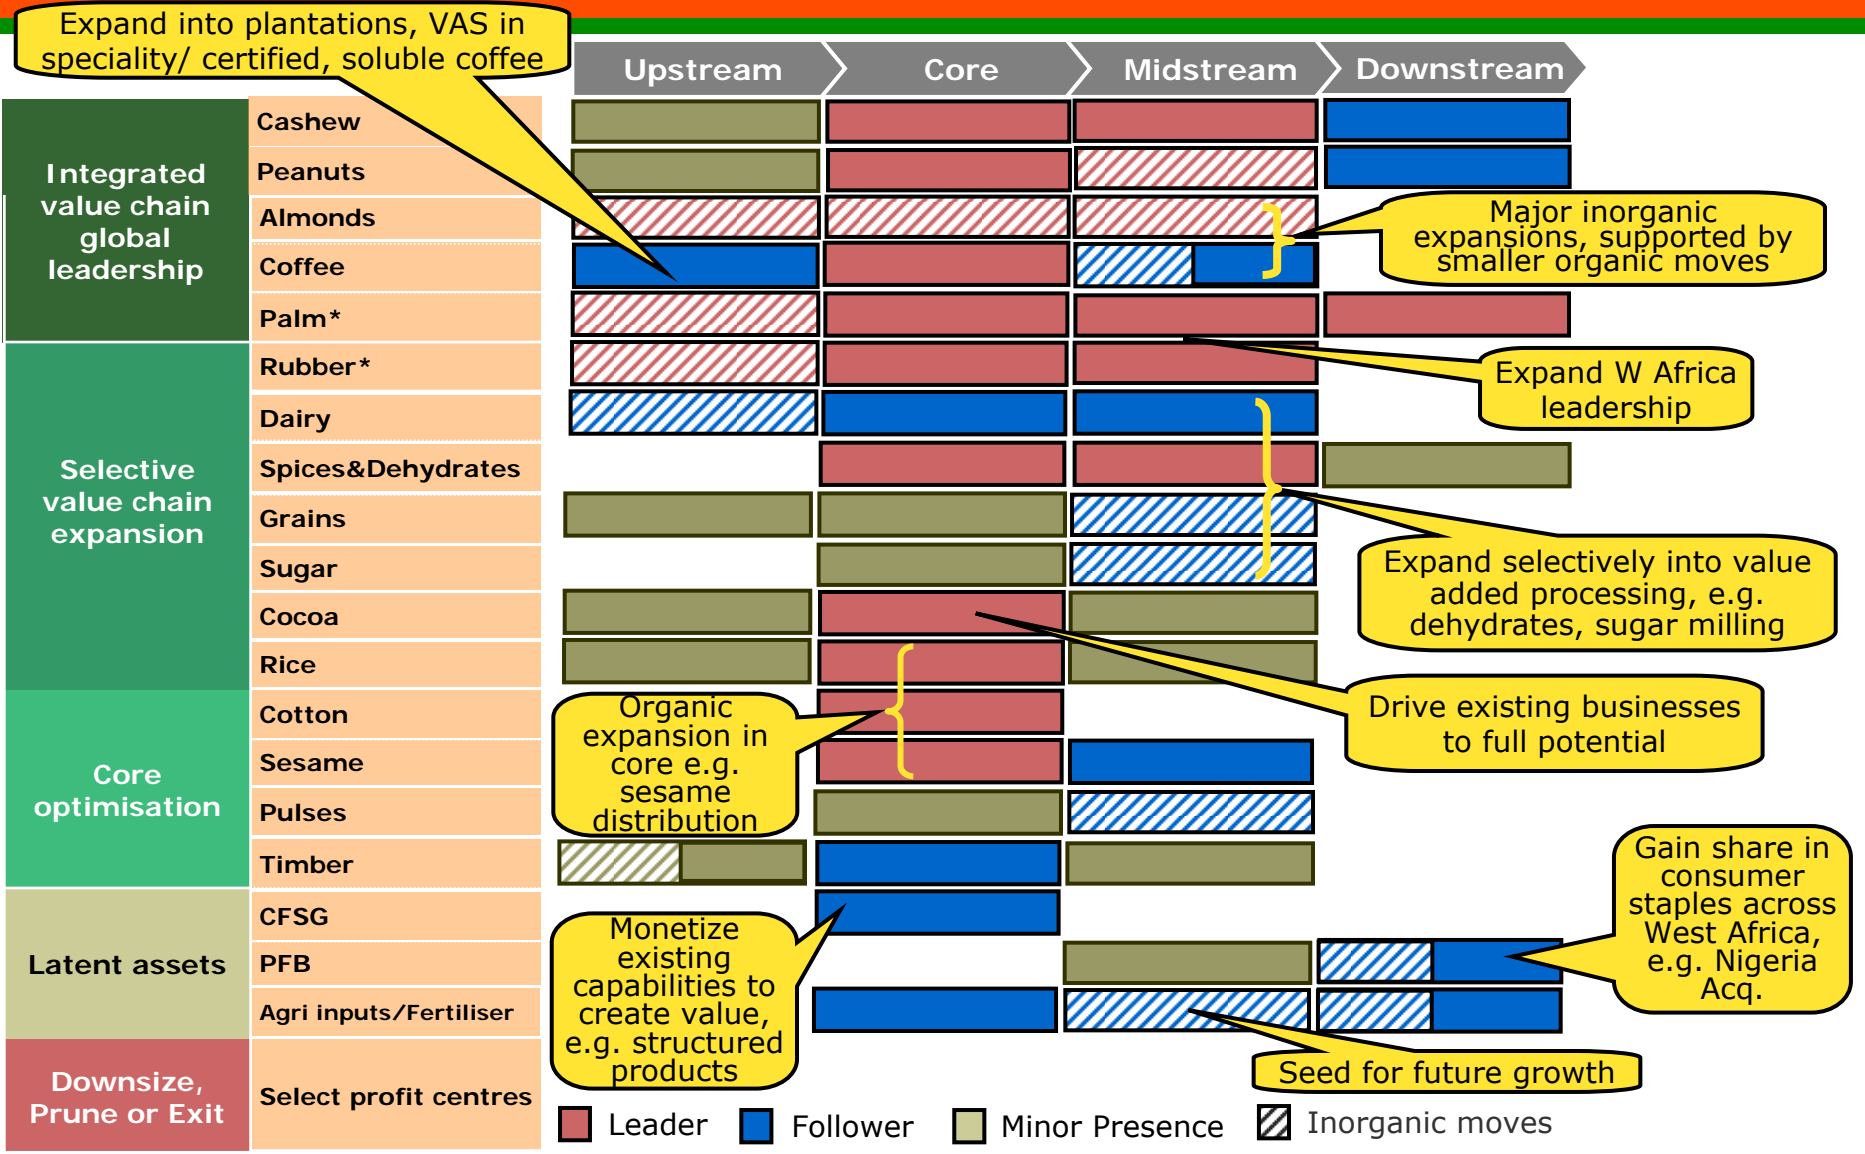 Expand into plantations, VAS in
speciality/ certified, soluble coffee
Upstream
Core
Midstream
Downstream
Integrated
value chain
global
leadership
Cashew
Peanuts
Almonds
Coffee
Palm*
Major inorganic
expansions, supported by
smaller organic moves
Expand W Africa
leadership
Selective
value chain
expansion
Rubber*
Dairy
Spices&Dehydrates
Grains
Sugar
Cocoa
Rice
Expand selectively into value
added processing, e.g.
dehydrates, sugar milling
Drive existing businesses
to full potential
Core
optimisation
Cotton
Sesame
Pulses
Timber
Organic
expansion in
core e.g.
sesame
distribution
Latent assets
CFSG
PFB
Agri inputs/Fertiliser
Monetize
existing
capabilities to
create value,
e.g. structured
products
Gain share in
consumer
staples across
West Africa,
e.g. Nigeria
Acq.
Seed for future growth
Downsize,
Prune or Exit
Select profit centres
Leader
Follower
Minor Presence
Inorganic moves